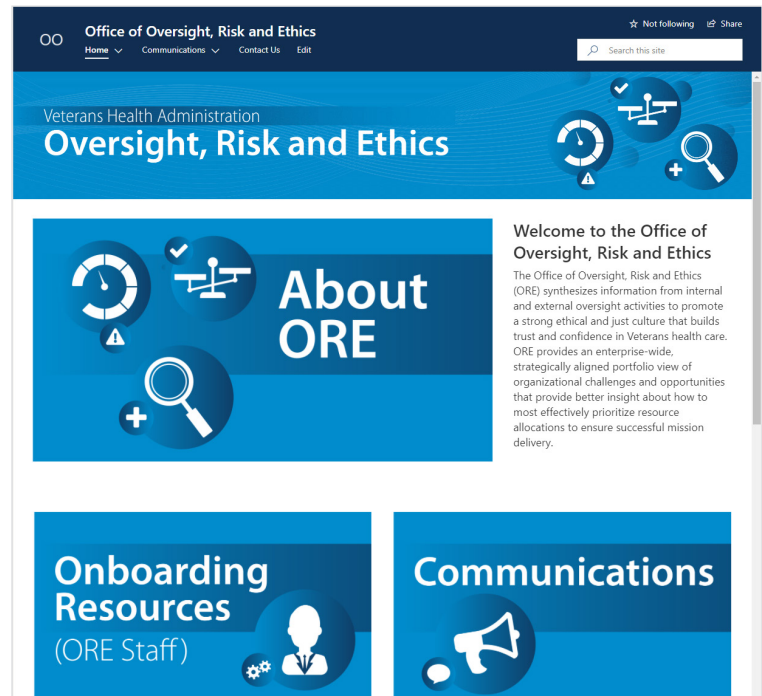 OO
Office of Oversight, Risk and Ethics
Home
Communications
Contact Us
Edit
Not following
Share
Search this site
Veterans Health Administration
Oversight, Risk and Ethics
About
ORE
Welcome to the Office of
Oversight, Risk and Ethics
The Office of Oversight, Risk and Ethics
(ORE) synthesizes information from internal
and external oversight activities to promote
a strong ethical and just culture that builds
trust and confidence in Veterans health care.
ORE provides an enterprise-wide,
strategically aligned portfolio view of
organizational challenges and opportunities
that provide better insight about how to
most effectively prioritize resource
allocations to ensure successful mission
delivery.
Onboarding
Resources
(ORE Staff)
Communications